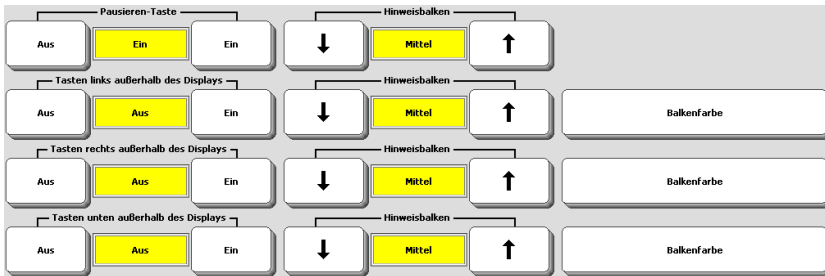 Pausieren-Taste Hinweisbalken
Aus Ein Ein Mittel
Tasten links außerhalb des Displays Hinweisbalken
Aus Aus Ein Mittel Balkenfarbe
Tasten rechts außerhalb des Displays Hinweisbalken
Aus Aus Ein Mittel Balkenfarbe
Tasten unten außerhalb des Displays Hinweisbalken
Aus Aus Ein Mittel Balkenfarbe